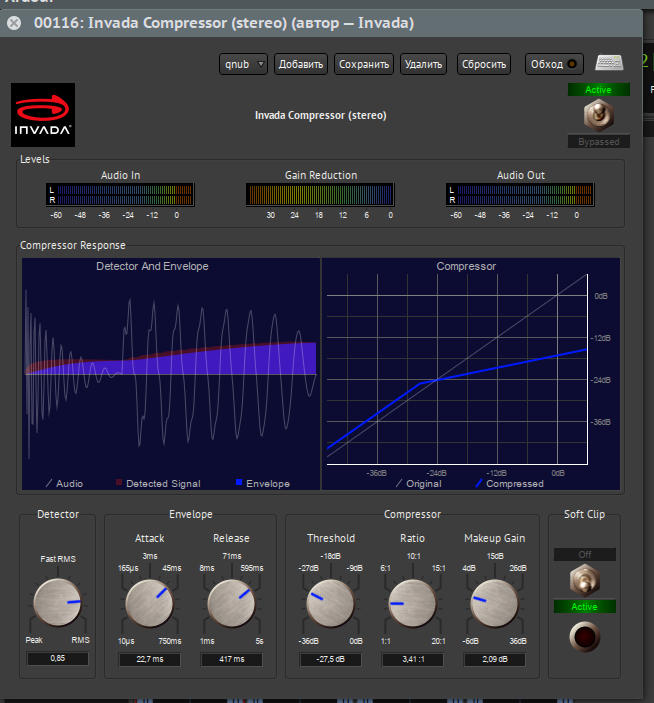 00116: Invada Compressor (stereo) (автор — Invada)
qnub Добавить Сохранить Удалить Сбросить Обход
Active
INVADA
Invada Compressor (stereo)
Bypassed
Levels
Audio In Gain Reduction Audio Out
L L
R R
-60 -48 -36 -24 -12 0 30 24 18 12 6 0 -60 -48 -36 -24 -12 0
Compressor Response
Detector And Envelope Compressor
0dB
-12dB
-24dB
-36dB
-36dB -24dB -12dB 0dB
Audio Detected Signal Envelope Original Compressed
Detector Envelope Compressor Soft Clip
Attack Release Threshold Ratio Makeup Gain
Fast RMS 3ms 71ms -18dB 10:1 15dB Off
165µs 45ms 8ms 595ms -27dB -9dB 6:1 15:1 4dB 26dB
Active
Peak RMS 10µs 750ms 1ms 5s -36dB 0dB 1:1 20:1 -6dB 36dB
0,85 22,7 ms 417 ms -27,5 dB 3,41 :1 2,09 dB